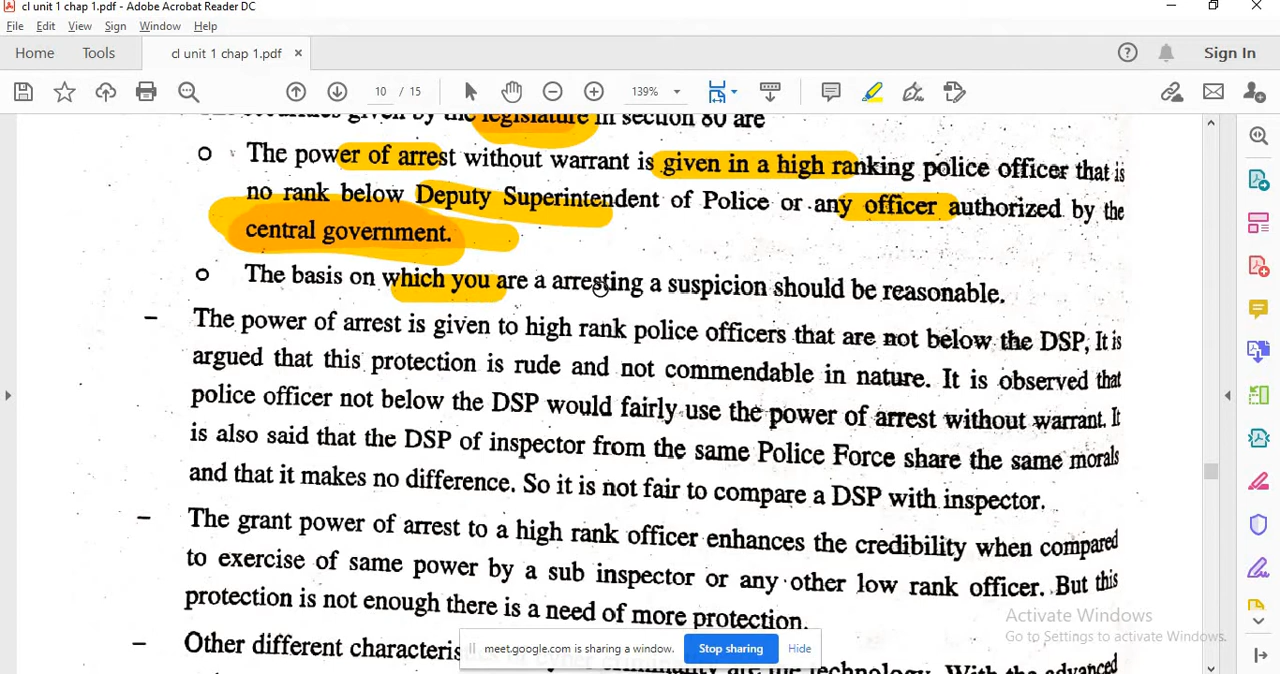 cl unit 1 chap 1.pdf - Adobe Acrobat Reader DC
File Edit View Sign Window Help
Home Tools cl unit 1 chap 1.pdf × Sign In
10 / 15 139%
legislature in section 80 are
o The power of arrest without warrant is given in a high ranking police officer that is
no rank below Deputy Superintendent of Police or any officer authorized by the
central government.
o The basis on which you are a arresting a suspicion should be reasonable.
– The power of arrest is given to high rank police officers that are not below the DSP, It is
argued that this protection is rude and not commendable in nature. It is observed that
police officer not below the DSP would fairly use the power of arrest without warrant. It
is also said that the DSP of inspector from the same Police Force share the same morals
and that it makes no difference. So it is not fair to compare a DSP with inspector.
– The grant power of arrest to a high rank officer enhances the credibility when compared
to exercise of same power by a sub inspector or any other low rank officer. But this
protection is not enough there is a need of more protection.
Activate Windows
Go to Settings to activate Windows.
– Other different
meet.google.com is sharing a window. Stop sharing Hide
technology. With the advanced